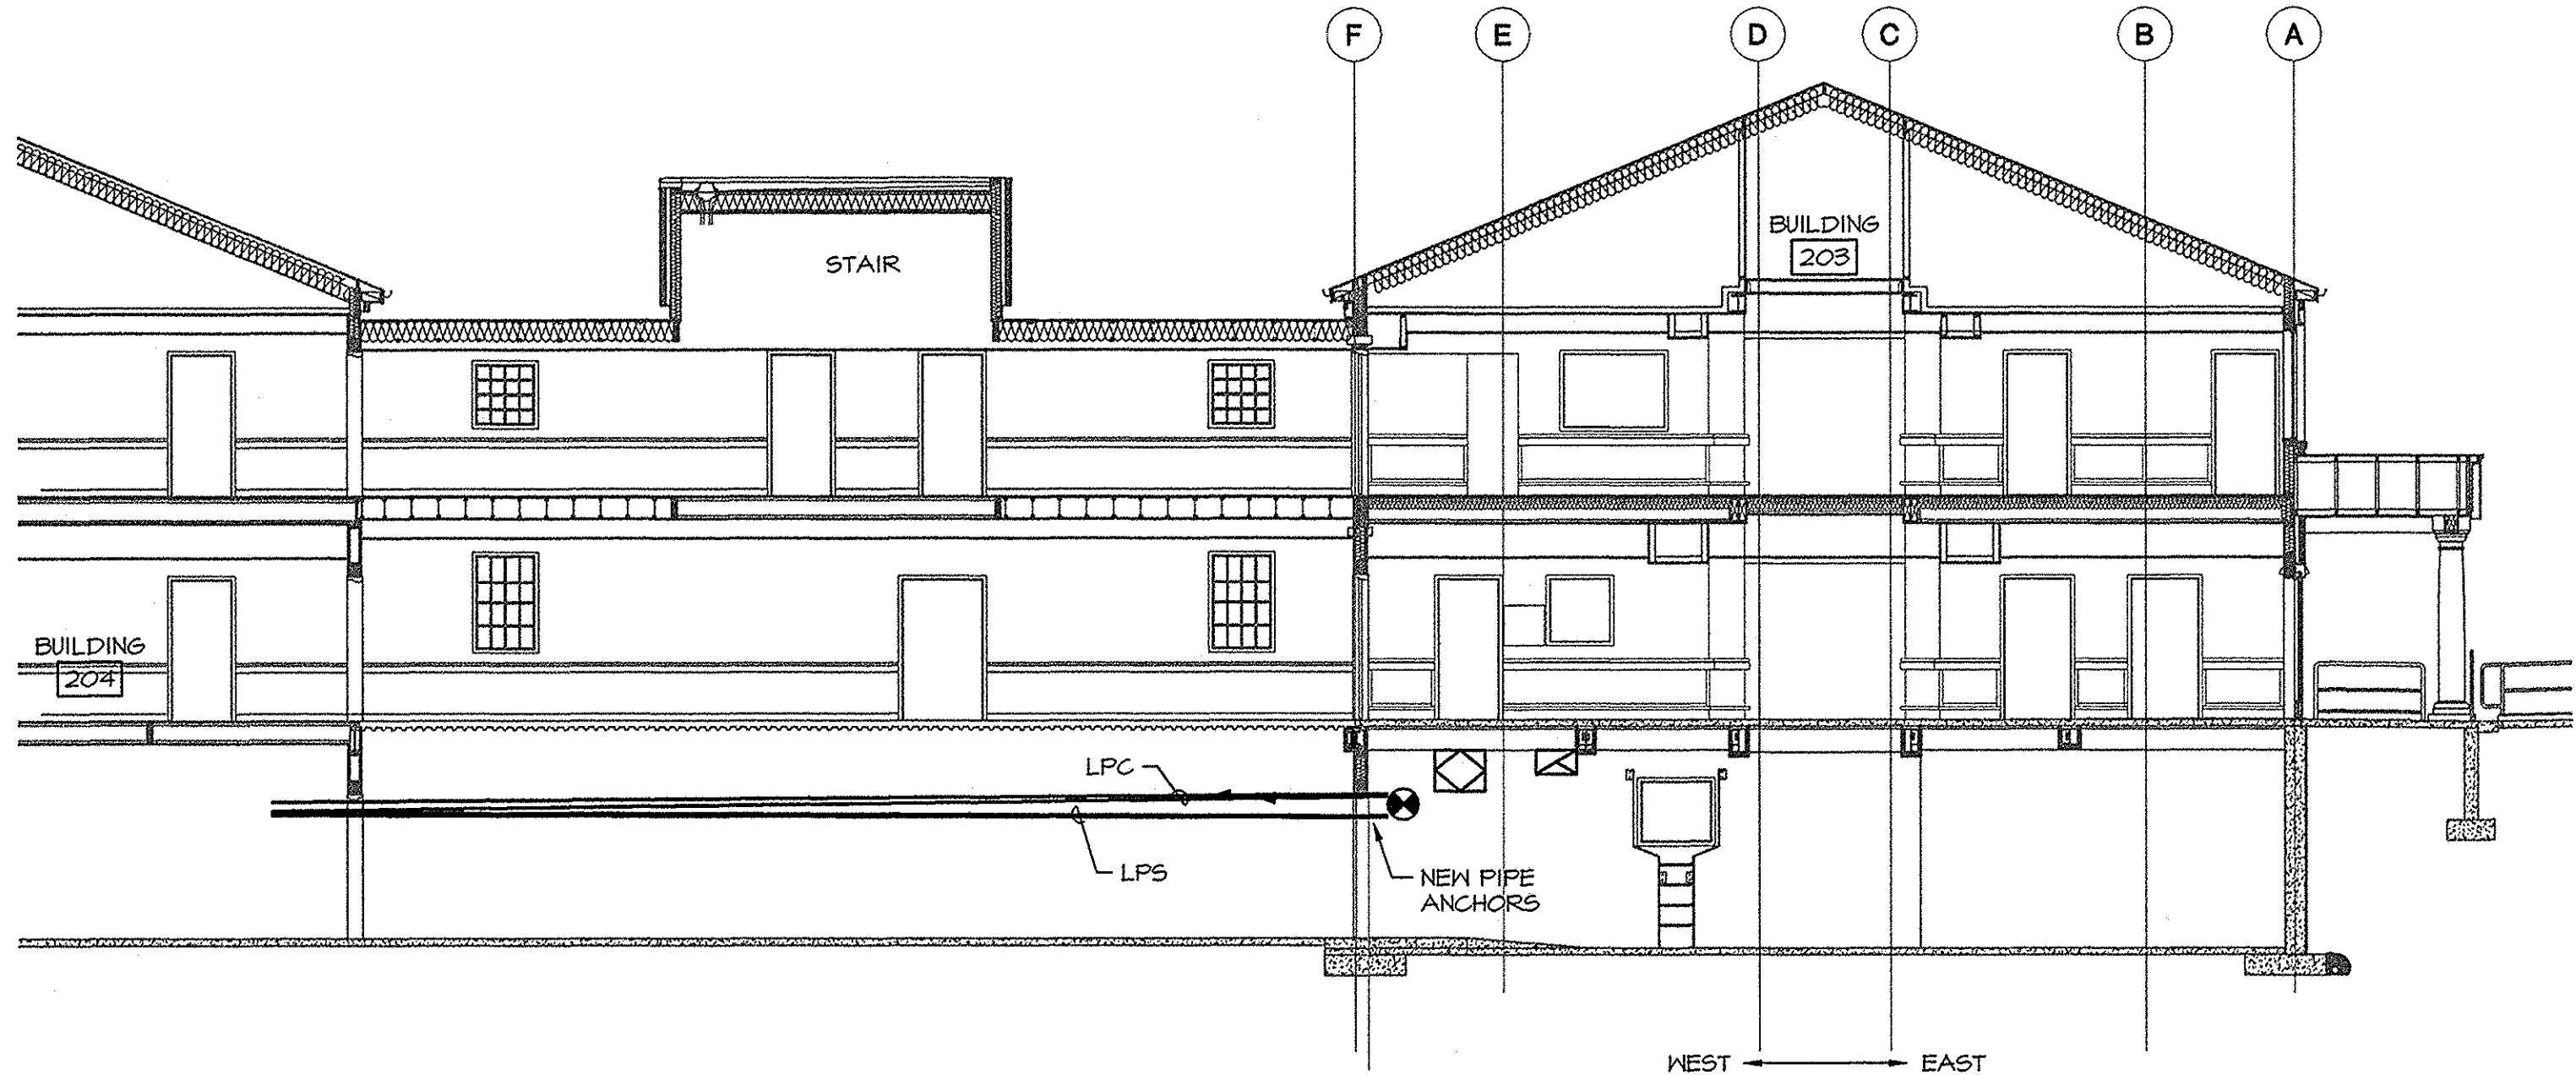 F
E
D
C
B
A
BUILDING
203
STAIR
BUILDING
204
LPC
LPS
NEW PIPE
ANCHORS
WEST EAST